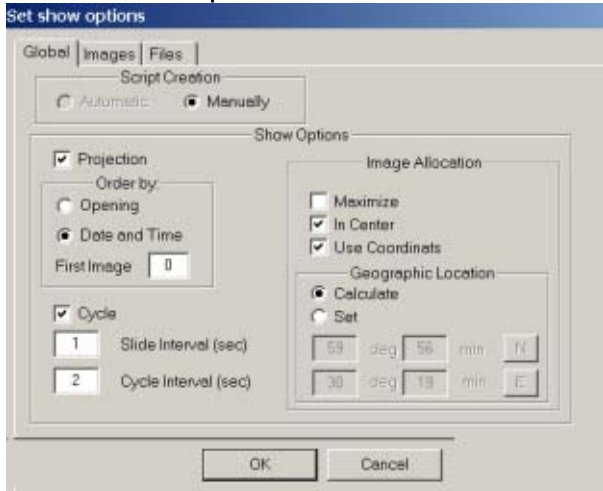 Set show options
Global Images Files
Script Creation
Automatic Manually
Show Options
Projection
Order by:
Opening
Date and Time
First Image 0
Cycle
1 Slide Interval (sec)
2 Cycle Interval (sec)
Image Allocation
Maximize
In Center
Use Coordinats
Geographic Location
Calculate
Set
59 deg 56 min N
30 deg 19 min E
OK Cancel